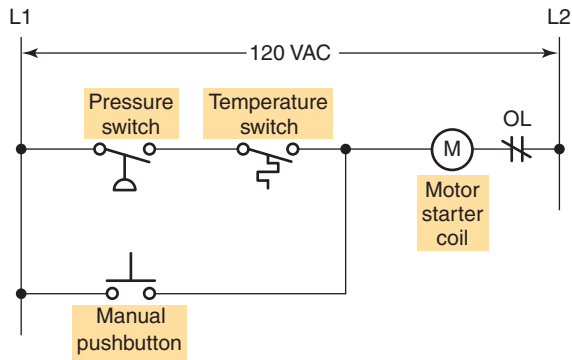 L1
L2
120 VAC
Pressure
switch
Temperature
switch
OL
M
Motor
starter
coil
Manual
pushbutton